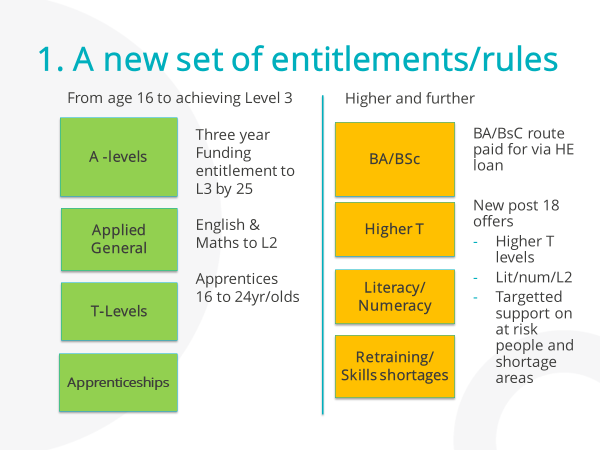 1. A new set of entitlements/rules
From age 16 to achieving Level 3
A -levels
Applied
General
T-Levels
Apprenticeships
Three year
Funding
entitlement to
L3 by 25
English &
Maths to L2
Apprentices
16 to 24yr/olds
Higher and further
BA/BSc
Higher T
Literacy/
Numeracy
Retraining/
Skills shortages
BA/BsC route
paid for via HE
loan
New post 18
offers
- Higher T
levels
- Lit/num/L2
- Targetted
support on
at risk
people and
shortage
areas